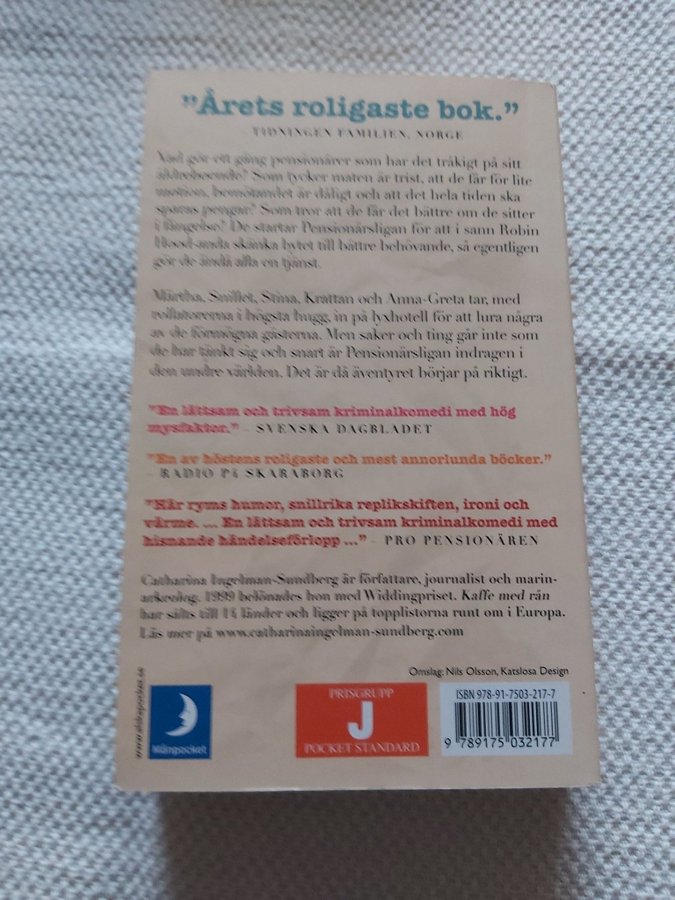 ”Årets roligaste bok.”
TIDNINGEN FAMILIEN, NORGE
Vad gör ett gäng pensionärer som har det tråkigt på sitt
äldreboende? Som tycker maten är trist, att de får för lite
motion, bemötandet är dåligt och att det hela tiden ska
sparas pengar? Som tror att de får det bättre om de sitter
i fängelse? De startar Pensionärsligan för att i sann Robin
Hood-anda skänka bytet till bättre behövande, så egentligen
gör de ändå alla en tjänst.
Märtha, Snillet, Stina, Krattan och Anna-Greta tar, med
rollatorerna i högsta hugg, in på lyxhotell för att lura några
av de förmögna gästerna. Men saker och ting går inte som
de har tänkt sig och snart är Pensionärsligan indragen i
den undre världen. Det är då äventyret börjar på riktigt.
”En lättsam och trivsam kriminalkomedi med hög
mysfaktor.” – SVENSKA DAGBLADET
”En av höstens roligaste och mest annorlunda böcker.”
– RADIO P4 SKARABORG
”Här ryms humor, snillrika replikskiften, ironi och
värme. ... En lättsam och trivsam kriminalkomedi med
hisnande händelseförlopp ...” – PRO PENSIONÄREN
Catharina Ingelman-Sundberg är författare, journalist och marin-
arkeolog. 1999 belönades hon med Widdingpriset. Kaffe med rån
har sålts till 14 länder och ligger på topplistorna runt om i Europa.
Läs mer på www.catharinaingelman-sundberg.com
Omslag: Nils Olsson, Katslosa Design
Månpocket
PRISGRUPP
J
POCKET STANDARD
ISBN 978-91-7503-217-7
9 789175 032177